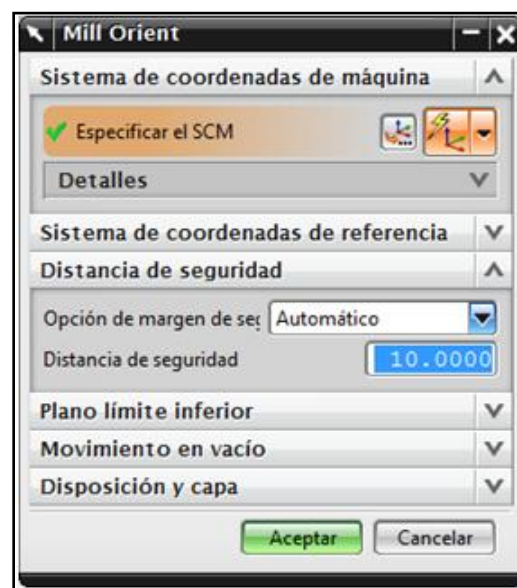 Mill Orient
Sistema de coordenadas de máquina
Especificar el SCM
Detalles
Sistema de coordenadas de referencia
Distancia de seguridad
Opción de margen de seç Automático
Distancia de seguridad 10.0000
Plano límite inferior
Movimiento en vacío
Disposición y capa
Aceptar Cancelar